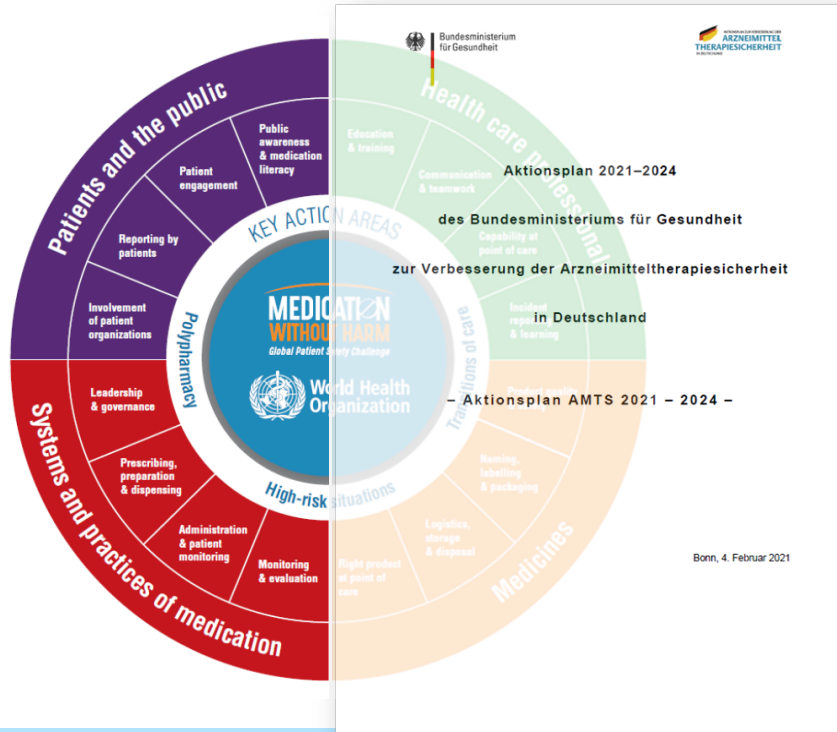 Patients and the public
Public
awareness
& medication
literacy
Patient
engagement
Reporting by
patients
Involvement
of patient
organizations
Health care professional
Education
& training
Communication
& teamwork
Capability at
point of care
Incident
reporting
& learning
KEY ACTION AREAS
Polypharmacy
Transitions of care
High-risk situations
MEDICATION
WITHOUT HARM
Global Patient Safety Challenge
World Health
Organization
Systems and practices of medication
Leadership
& governance
Prescribing,
preparation
& dispensing
Administration
& patient
monitoring
Monitoring
& evaluation
Medicines
Naming,
labelling
& packaging
Logistics,
storage
& disposal
Right product
at point of
care
Bundesministerium
für Gesundheit
ARZNEIMITTEL
THERAPIESICHERHEIT
IN DEUTSCHLAND
Aktionsplan 2021–2024
des Bundesministeriums für Gesundheit
zur Verbesserung der Arzneimitteltherapiesicherheit
in Deutschland
– Aktionsplan AMTS 2021 – 2024 –
Bonn, 4. Februar 2021